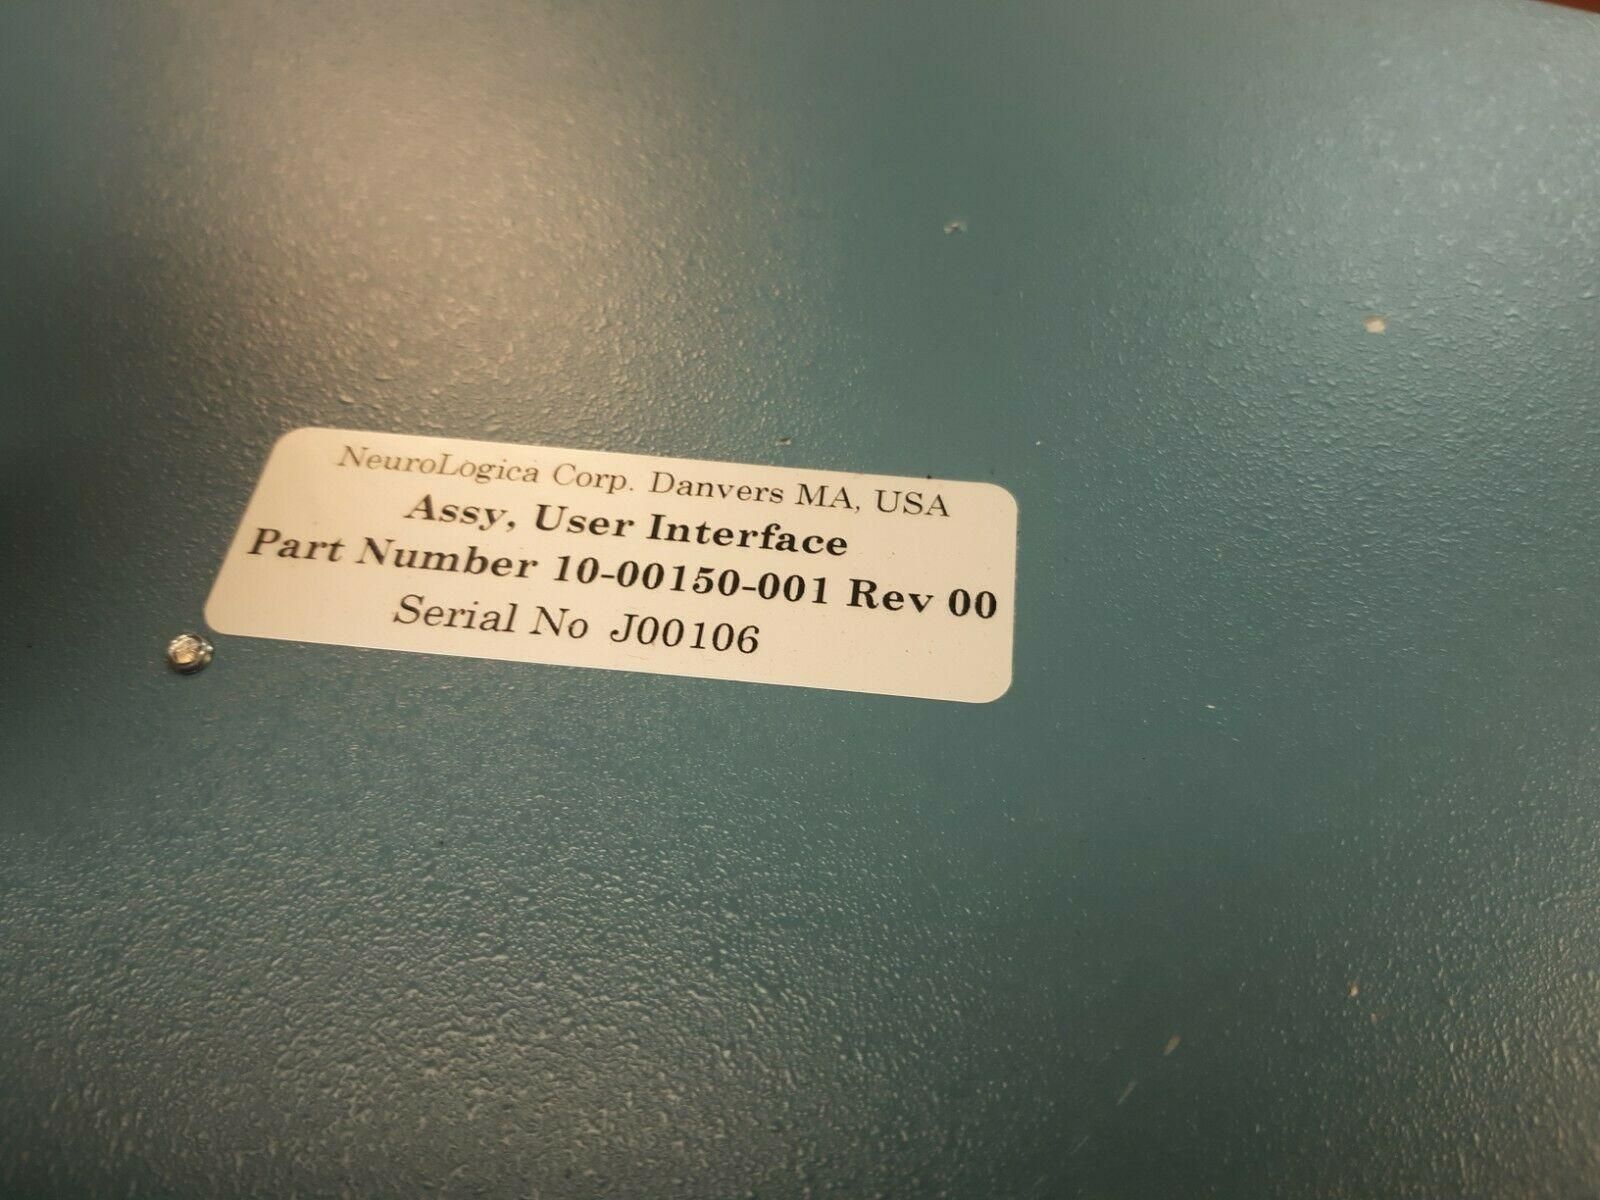 NeuroLogica Corp. Danvers MA, USA
Assy, User Interface
Part Number 10-00150-001 Rev 00
Serial No J00106